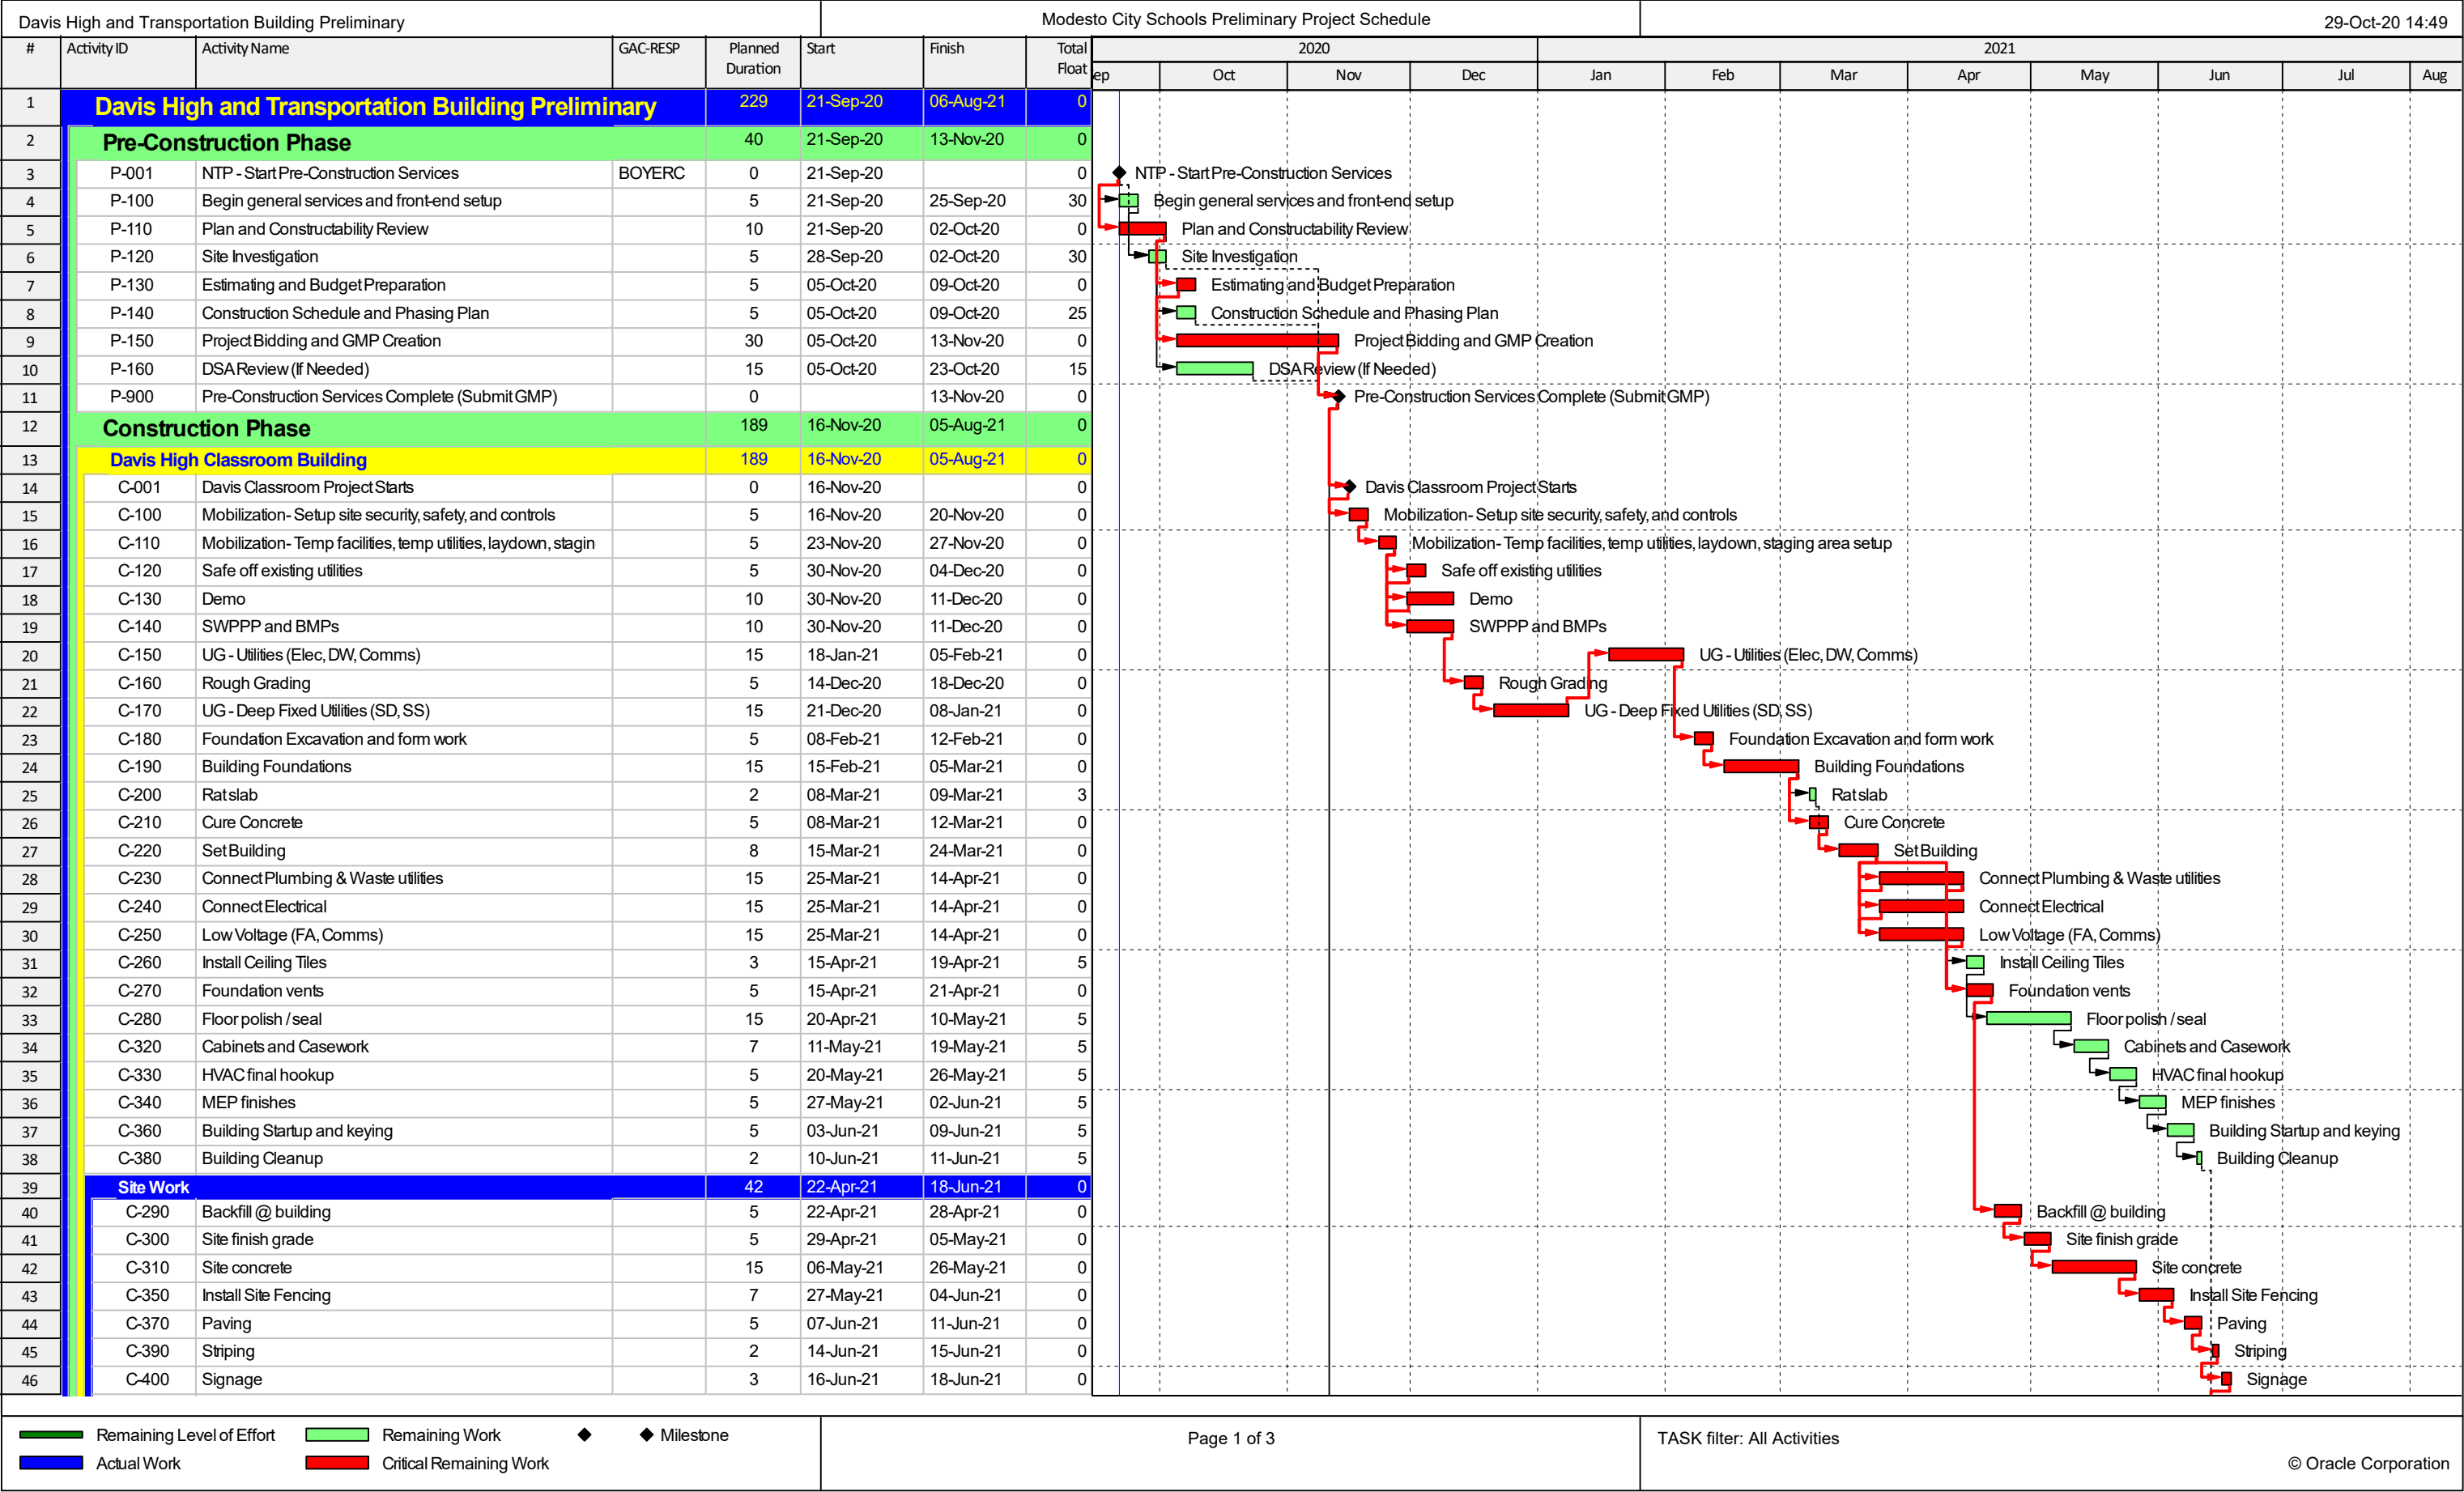 Davis High and Transportation Building Preliminary
Modesto City Schools Preliminary Project Schedule
29-Oct-20 14:49
# Activity ID Activity Name GAC-RESP Planned Duration Start Finish Total Float
2020 2021
ep Oct Nov Dec Jan Feb Mar Apr May Jun Jul Aug
1 Davis High and Transportation Building Preliminary 229 21-Sep-20 06-Aug-21 0
2 Pre-Construction Phase 40 21-Sep-20 13-Nov-20 0
3 P-001 NTP - Start Pre-Construction Services BOYERC 0 21-Sep-20 0 NTP - Start Pre-Construction Services
4 P-100 Begin general services and front-end setup 5 21-Sep-20 25-Sep-20 30 Begin general services and front-end setup
5 P-110 Plan and Constructability Review 10 21-Sep-20 02-Oct-20 0 Plan and Constructability Review
6 P-120 Site Investigation 5 28-Sep-20 02-Oct-20 30 Site Investigation
7 P-130 Estimating and Budget Preparation 5 05-Oct-20 09-Oct-20 0 Estimating and Budget Preparation
8 P-140 Construction Schedule and Phasing Plan 5 05-Oct-20 09-Oct-20 25 Construction Schedule and Phasing Plan
9 P-150 Project Bidding and GMP Creation 30 05-Oct-20 13-Nov-20 0 Project Bidding and GMP Creation
10 P-160 DSA Review (If Needed) 15 05-Oct-20 23-Oct-20 15 DSA Review (If Needed)
11 P-900 Pre-Construction Services Complete (Submit GMP) 0 13-Nov-20 0 Pre-Construction Services Complete (Submit GMP)
12 Construction Phase 189 16-Nov-20 05-Aug-21 0
13 Davis High Classroom Building 189 16-Nov-20 05-Aug-21 0
14 C-001 Davis Classroom Project Starts 0 16-Nov-20 0 Davis Classroom Project Starts
15 C-100 Mobilization- Setup site security, safety, and controls 5 16-Nov-20 20-Nov-20 0 Mobilization- Setup site security, safety, and controls
16 C-110 Mobilization- Temp facilities, temp utilities, laydown, stagin 5 23-Nov-20 27-Nov-20 0 Mobilization- Temp facilities, temp utilities, laydown, staging area setup
17 C-120 Safe off existing utilities 5 30-Nov-20 04-Dec-20 0 Safe off existing utilities
18 C-130 Demo 10 30-Nov-20 11-Dec-20 0 Demo
19 C-140 SWPPP and BMPs 10 30-Nov-20 11-Dec-20 0 SWPPP and BMPs
20 C-150 UG - Utilities (Elec, DW, Comms) 15 18-Jan-21 05-Feb-21 0 UG - Utilities (Elec, DW, Comms)
21 C-160 Rough Grading 5 14-Dec-20 18-Dec-20 0 Rough Grading
22 C-170 UG - Deep Fixed Utilities (SD, SS) 15 21-Dec-20 08-Jan-21 0 UG - Deep Fixed Utilities (SD, SS)
23 C-180 Foundation Excavation and form work 5 08-Feb-21 12-Feb-21 0 Foundation Excavation and form work
24 C-190 Building Foundations 15 15-Feb-21 05-Mar-21 0 Building Foundations
25 C-200 Rat slab 2 08-Mar-21 09-Mar-21 3 Rat slab
26 C-210 Cure Concrete 5 08-Mar-21 12-Mar-21 0 Cure Concrete
27 C-220 Set Building 8 15-Mar-21 24-Mar-21 0 Set Building
28 C-230 Connect Plumbing & Waste utilities 15 25-Mar-21 14-Apr-21 0 Connect Plumbing & Waste utilities
29 C-240 Connect Electrical 15 25-Mar-21 14-Apr-21 0 Connect Electrical
30 C-250 Low Voltage (FA, Comms) 15 25-Mar-21 14-Apr-21 0 Low Voltage (FA, Comms)
31 C-260 Install Ceiling Tiles 3 15-Apr-21 19-Apr-21 5 Install Ceiling Tiles
32 C-270 Foundation vents 5 15-Apr-21 21-Apr-21 0 Foundation vents
33 C-280 Floor polish / seal 15 20-Apr-21 10-May-21 5 Floor polish / seal
34 C-320 Cabinets and Casework 7 11-May-21 19-May-21 5 Cabinets and Casework
35 C-330 HVAC final hookup 5 20-May-21 26-May-21 5 HVAC final hookup
36 C-340 MEP finishes 5 27-May-21 02-Jun-21 5 MEP finishes
37 C-360 Building Startup and keying 5 03-Jun-21 09-Jun-21 5 Building Startup and keying
38 C-380 Building Cleanup 2 10-Jun-21 11-Jun-21 5 Building Cleanup
39 Site Work 42 22-Apr-21 18-Jun-21 0
40 C-290 Backfill @ building 5 22-Apr-21 28-Apr-21 0 Backfill @ building
41 C-300 Site finish grade 5 29-Apr-21 05-May-21 0 Site finish grade
42 C-310 Site concrete 15 06-May-21 26-May-21 0 Site concrete
43 C-350 Install Site Fencing 7 27-May-21 04-Jun-21 0 Install Site Fencing
44 C-370 Paving 5 07-Jun-21 11-Jun-21 0 Paving
45 C-390 Striping 2 14-Jun-21 15-Jun-21 0 Striping
46 C-400 Signage 3 16-Jun-21 18-Jun-21 0 Signage
Remaining Level of Effort Remaining Work Milestone
Actual Work Critical Remaining Work
Page 1 of 3
TASK filter: All Activities
© Oracle Corporation